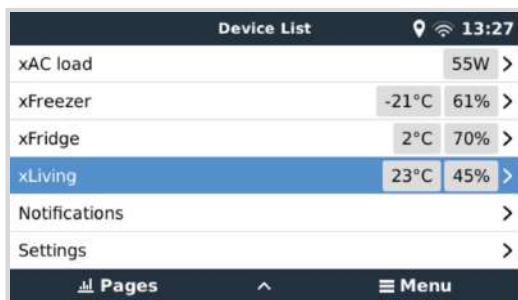 Device List 13:27
xAC load 55W
xFreezer -21°C 61%
xFridge 2°C 70%
xLiving 23°C 45%
Notifications
Settings
Pages Menu